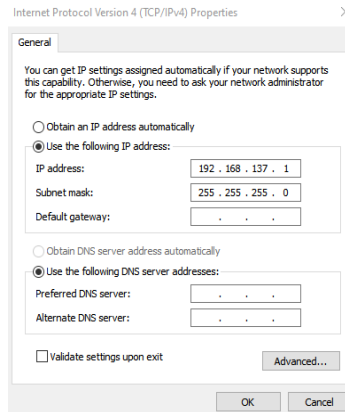 Internet Protocol Version 4 (TCP/IPv4) Properties
General
You can get IP settings assigned automatically if your network supports
this capability. Otherwise, you need to ask your network administrator
for the appropriate IP settings.
Obtain an IP address automatically
Use the following IP address:
IP address: 192 . 168 . 137 . 1
Subnet mask: 255 . 255 . 255 . 0
Default gateway: . . .
Obtain DNS server address automatically
Use the following DNS server addresses:
Preferred DNS server: . . .
Alternate DNS server: . . .
Validate settings upon exit
Advanced...
OK Cancel